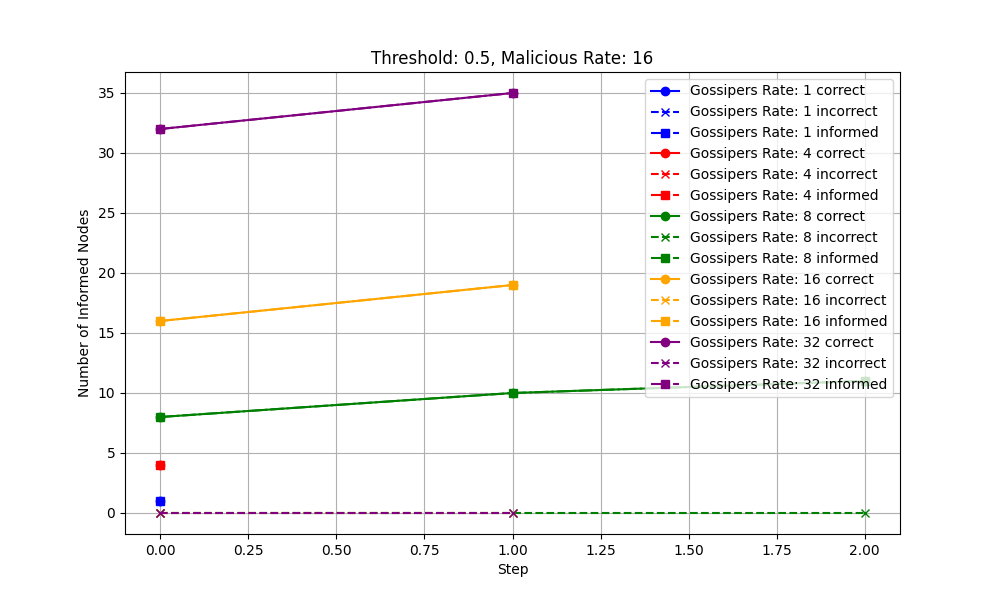 Threshold: 0.5, Malicious Rate: 16
Number of Informed Nodes
35
30
25
20
15
10
5
0
0.00 0.25 0.50 0.75 1.00 1.25 1.50 1.75 2.00
Step
Gossipers Rate: 1 correct
Gossipers Rate: 1 incorrect
Gossipers Rate: 1 informed
Gossipers Rate: 4 correct
Gossipers Rate: 4 incorrect
Gossipers Rate: 4 informed
Gossipers Rate: 8 correct
Gossipers Rate: 8 incorrect
Gossipers Rate: 8 informed
Gossipers Rate: 16 correct
Gossipers Rate: 16 incorrect
Gossipers Rate: 16 informed
Gossipers Rate: 32 correct
Gossipers Rate: 32 incorrect
Gossipers Rate: 32 informed